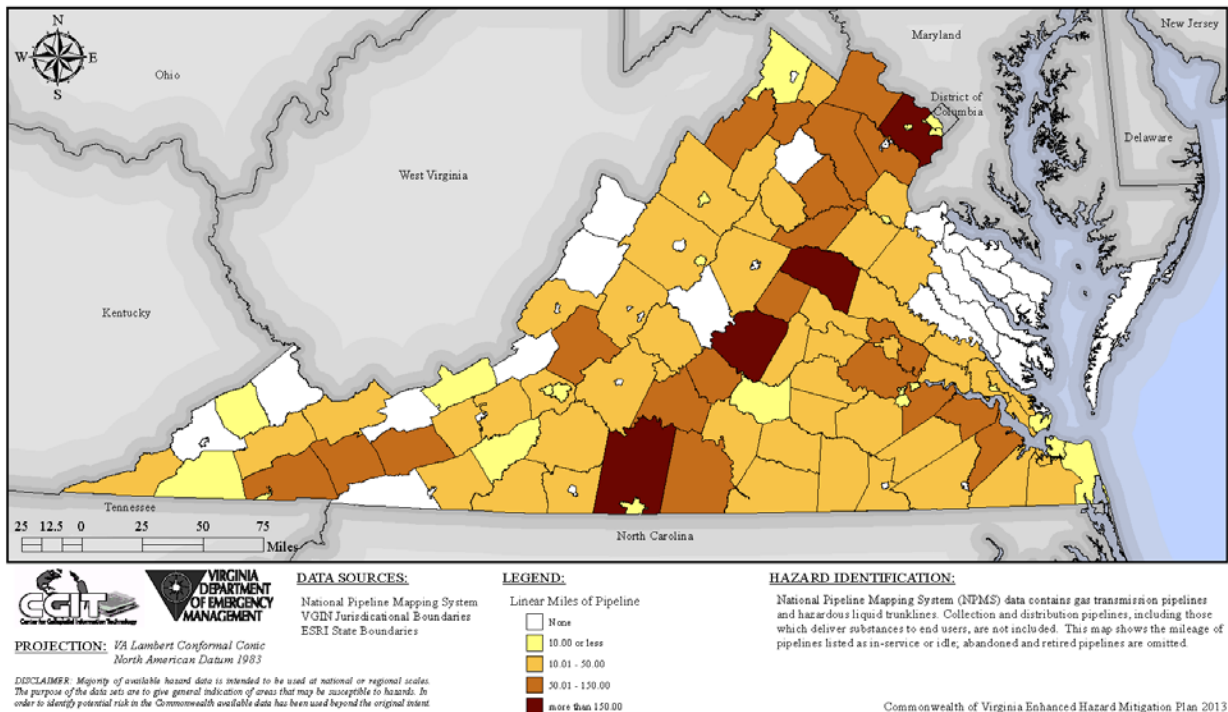 N
W E
S
Ohio
Maryland
New Jersey
District of
Columbia
Delaware
West Virginia
Kentucky
Tennessee
North Carolina
25 12.5 0 25 50 75
Miles
CGIT
Center for Geospatial Information Technology
VIRGINIA
DEPARTMENT
OF EMERGENCY
MANAGEMENT
PROJECTION: VA Lambert Conformal Conic
North American Datum 1983
DISCLAIMER: Majority of available hazard data is intended to be used at national or regional scales.
The purpose of the data sets are to give general indication of areas that may be susceptible to hazards. In
order to identify potential risk in the Commonwealth available data has been used beyond the original intent.
DATA SOURCES:
National Pipeline Mapping System
VGIN Jurisdicational Boundaries
ESRI State Boundaries
LEGEND:
Linear Miles of Pipeline
None
10.00 or less
10.01 - 50.00
50.01 - 150.00
more than 150.00
HAZARD IDENTIFICATION:
National Pipeline Mapping System (NPMS) data contains gas transmission pipelines
and hazardous liquid trunklines. Collection and distribution pipelines, including those
which deliver substances to end users, are not included. This map shows the mileage of
pipelines listed as in-service or idle; abandoned and retired pipelines are omitted.
Commonwealth of Virginia Enhanced Hazard Mitigation Plan 2013